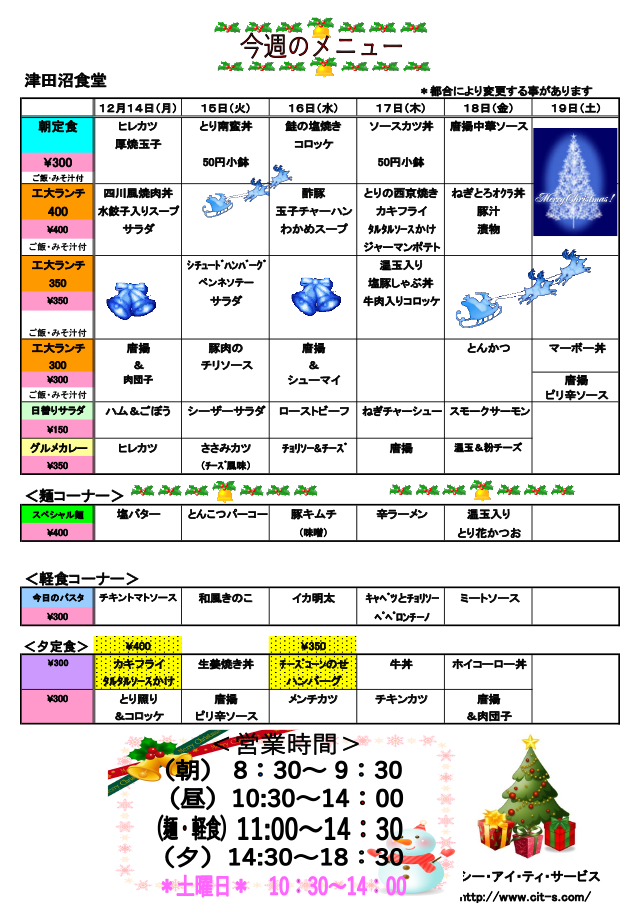 今週のメニュー
津田沼食堂
＊都合により変更する事があります
12月14日(月) 15日(火) 16日(水) 17日(木) 18日(金) 19日(土)
朝定食 ヒレカツ とり南蛮丼 鮭の塩焼き ソースカツ丼 唐揚中華ソース
厚焼玉子 コロッケ
¥300 50円小鉢 50円小鉢
ご飯・みそ汁付
Merry Christmas!
工大ランチ 四川風焼肉丼 酢豚 とりの西京焼き ねぎとろオクラ丼
400 水餃子入りスープ 玉子チャーハン カキフライ 豚汁
¥400 サラダ わかめスープ タルタルソースかけ 漬物
ご飯・みそ汁付 ジャーマンポテト
工大ランチ シチュードハンバーグ 温玉入り
350 ペンネソテー 塩豚しゃぶ丼
¥350 サラダ 牛肉入りコロッケ
ご飯・みそ汁付
工大ランチ 唐揚 豚肉の 唐揚 とんかつ マーボー丼
300 & チリソース &
¥300 肉団子 シューマイ 唐揚
ご飯・みそ汁付 ピリ辛ソース
日替りサラダ ハム＆ごぼう シーザーサラダ ローストビーフ ねぎチャーシュー スモークサーモン
¥150
グルメカレー ヒレカツ ささみカツ チョリソー&チーズ 唐揚 温玉＆粉チーズ
¥350 (チーズ風味)
＜麺コーナー＞
スペシャル麺 塩バター とんこつパーコー 豚キムチ 辛ラーメン 温玉入り
¥400 (味噌) とり花かつお
＜軽食コーナー＞
今日のパスタ チキントマトソース 和風きのこ イカ明太 キャベツとチョリソー ミートソース
¥300 ペペロンチーノ
＜夕定食＞ ¥400 ¥350
¥300 カキフライ 生姜焼き丼 チーズコーンのせ 牛丼 ホイコーロー丼
タルタルソースかけ ハンバーグ
¥300 とり照り 唐揚 メンチカツ チキンカツ 唐揚
&コロッケ ピリ辛ソース &肉団子
＜営業時間＞
（朝） 8：30～ 9：30
（昼）10:30～14：00
(麺・軽食) 11:00～14：30
（夕）14:30～18：30
＊土曜日＊ 10：30～14：00
シー・アイ・ティ・サービス
http://www.cit-s.com/